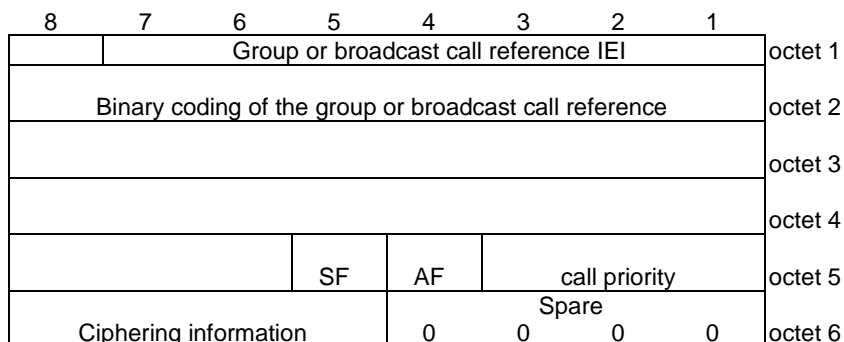 8 7 6 5 4 3 2 1
Group or broadcast call reference IEI octet 1
Binary coding of the group or broadcast call reference octet 2
octet 3
octet 4
SF AF call priority octet 5
Spare
Ciphering information 0 0 0 0 octet 6